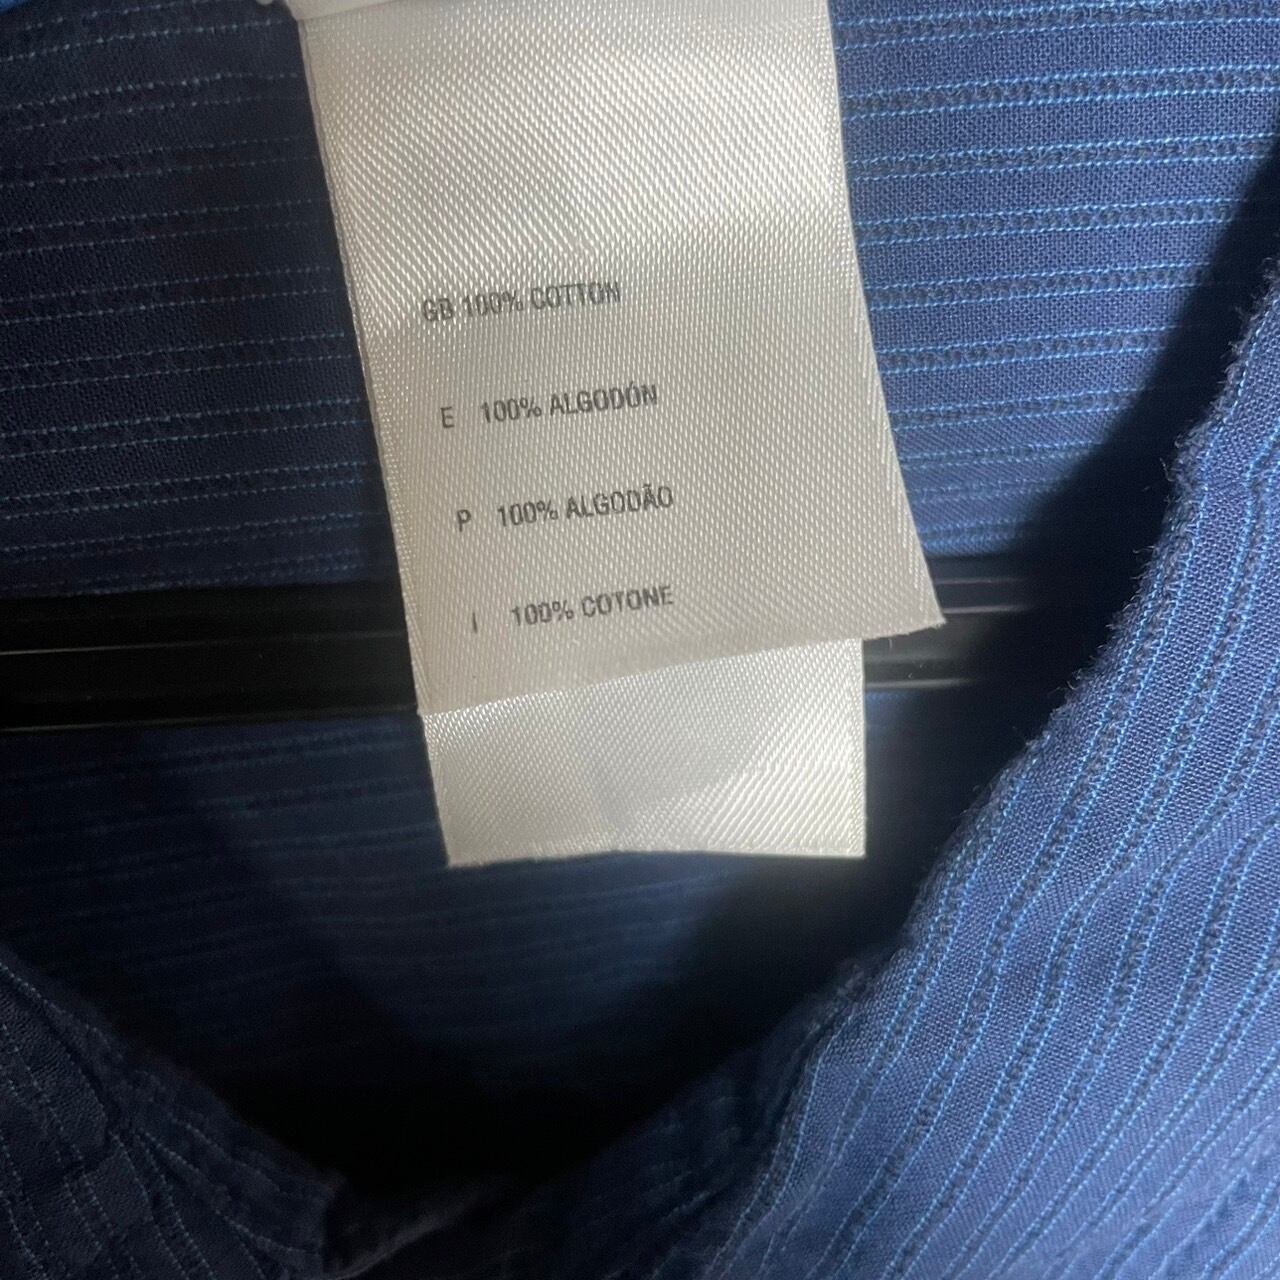 GB 100% COTTON
E 100% ALGODÓN
P 100% ALGODÃO
I 100% COTONE